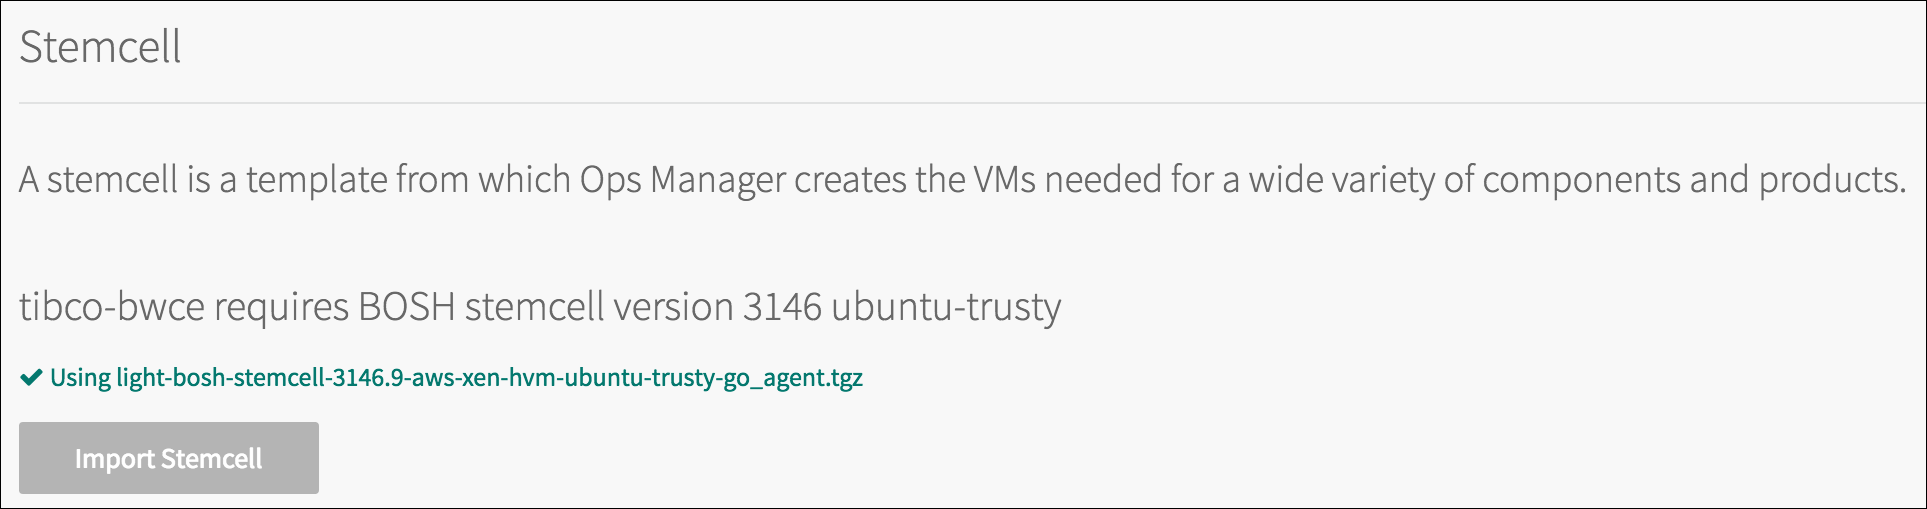 Stemcell
A stemcell is a template from which Ops Manager creates the VMs needed for a wide variety of components and products.
tibco-bwce requires BOSH stemcell version 3146 ubuntu-trusty
Using light-bosh-stemcell-3146.9-aws-xen-hvm-ubuntu-trusty-go_agent.tgz
Import Stemcell